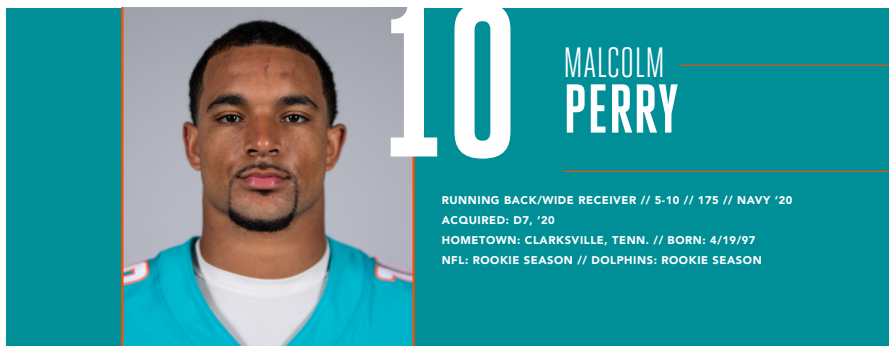 10
MALCOLM
PERRY
RUNNING BACK/WIDE RECEIVER // 5-10 // 175 // NAVY ’20
ACQUIRED: D7, ’20
HOMETOWN: CLARKSVILLE, TENN. // BORN: 4/19/97
NFL: ROOKIE SEASON // DOLPHINS: ROOKIE SEASON